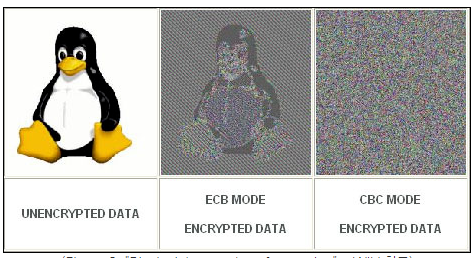 UNENCRYPTED DATA
ECB MODE
ENCRYPTED DATA
CBC MODE
ENCRYPTED DATA